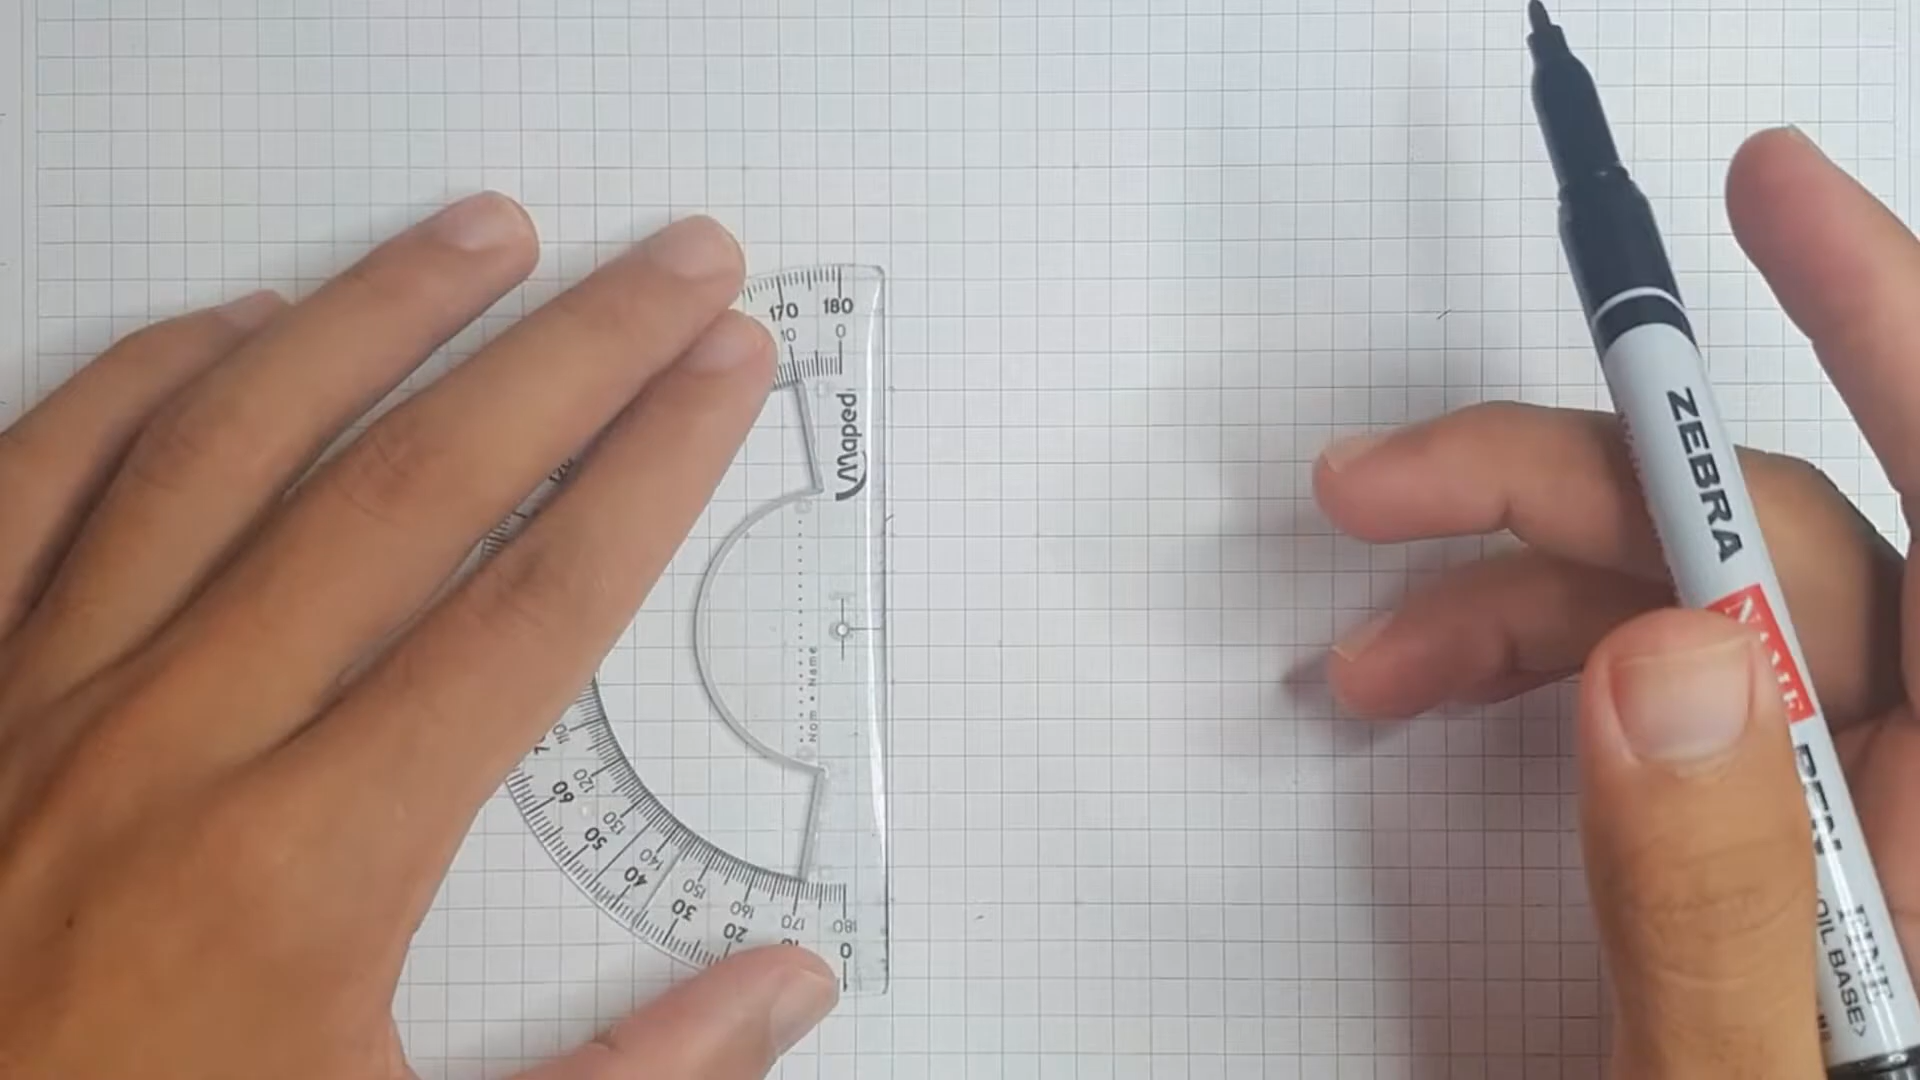 170 180
10 0
Maped
Nom • Name
110
120
60
130
50
140
40
150
30
160
20
170
180
0
ZEBRA
NAME
PEN
FINE
<OIL BASE>